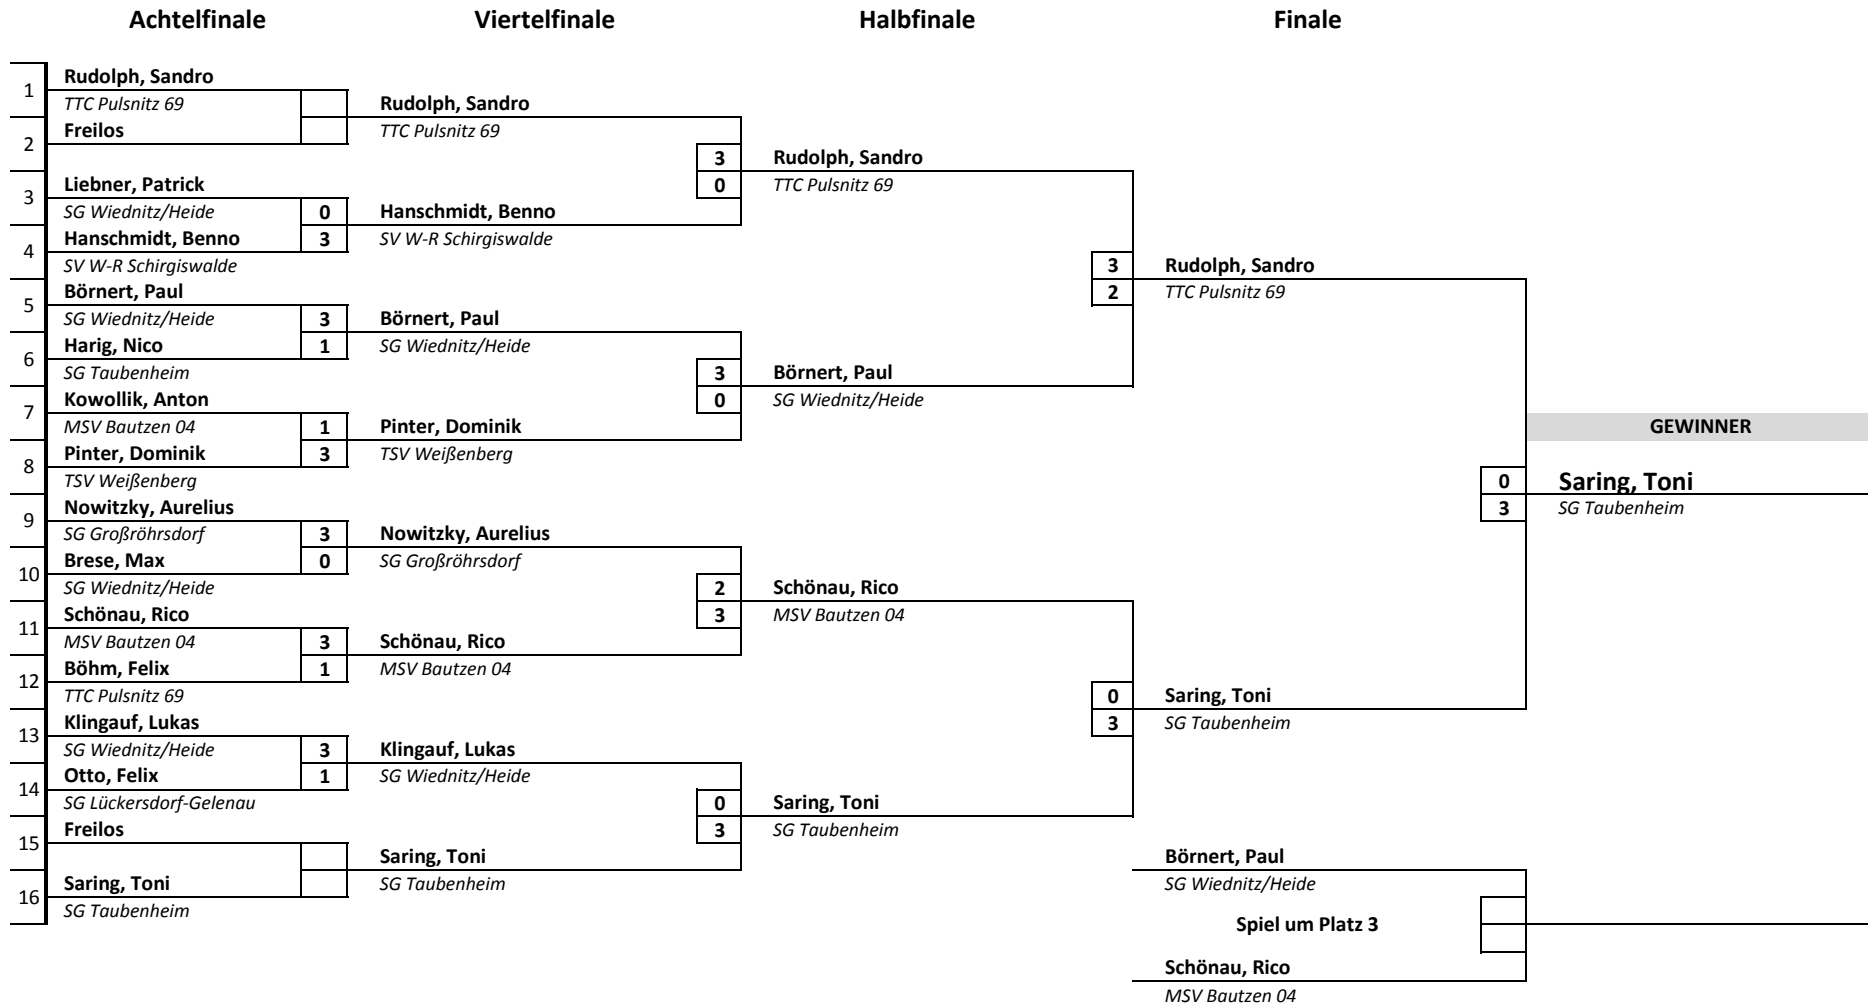 Achtelfinale
Viertelfinale
Halbfinale
Finale
1
Rudolph, Sandro
TTC Pulsnitz 69
2
Freilos
3
Liebner, Patrick
SG Wiednitz/Heide
0
4
Hanschmidt, Benno
3
SV W-R Schirgiswalde
5
Börnert, Paul
SG Wiednitz/Heide
3
6
Harig, Nico
1
SG Taubenheim
7
Kowollik, Anton
MSV Bautzen 04
1
8
Pinter, Dominik
3
TSV Weißenberg
9
Nowitzky, Aurelius
SG Großröhrsdorf
3
10
Brese, Max
0
SG Wiednitz/Heide
11
Schönau, Rico
MSV Bautzen 04
3
12
Böhm, Felix
1
TTC Pulsnitz 69
13
Klingauf, Lukas
SG Wiednitz/Heide
3
14
Otto, Felix
1
SG Lückersdorf-Gelenau
15
Freilos
16
Saring, Toni
SG Taubenheim
Rudolph, Sandro
TTC Pulsnitz 69
3
0
Hanschmidt, Benno
SV W-R Schirgiswalde
Börnert, Paul
SG Wiednitz/Heide
3
0
Pinter, Dominik
TSV Weißenberg
Nowitzky, Aurelius
SG Großröhrsdorf
2
3
Schönau, Rico
MSV Bautzen 04
Klingauf, Lukas
SG Wiednitz/Heide
0
3
Saring, Toni
SG Taubenheim
Rudolph, Sandro
TTC Pulsnitz 69
3
2
Börnert, Paul
SG Wiednitz/Heide
Schönau, Rico
MSV Bautzen 04
0
3
Saring, Toni
SG Taubenheim
Rudolph, Sandro
TTC Pulsnitz 69
0
3
Saring, Toni
SG Taubenheim
GEWINNER
Saring, Toni
SG Taubenheim
Börnert, Paul
SG Wiednitz/Heide
Spiel um Platz 3
Schönau, Rico
MSV Bautzen 04